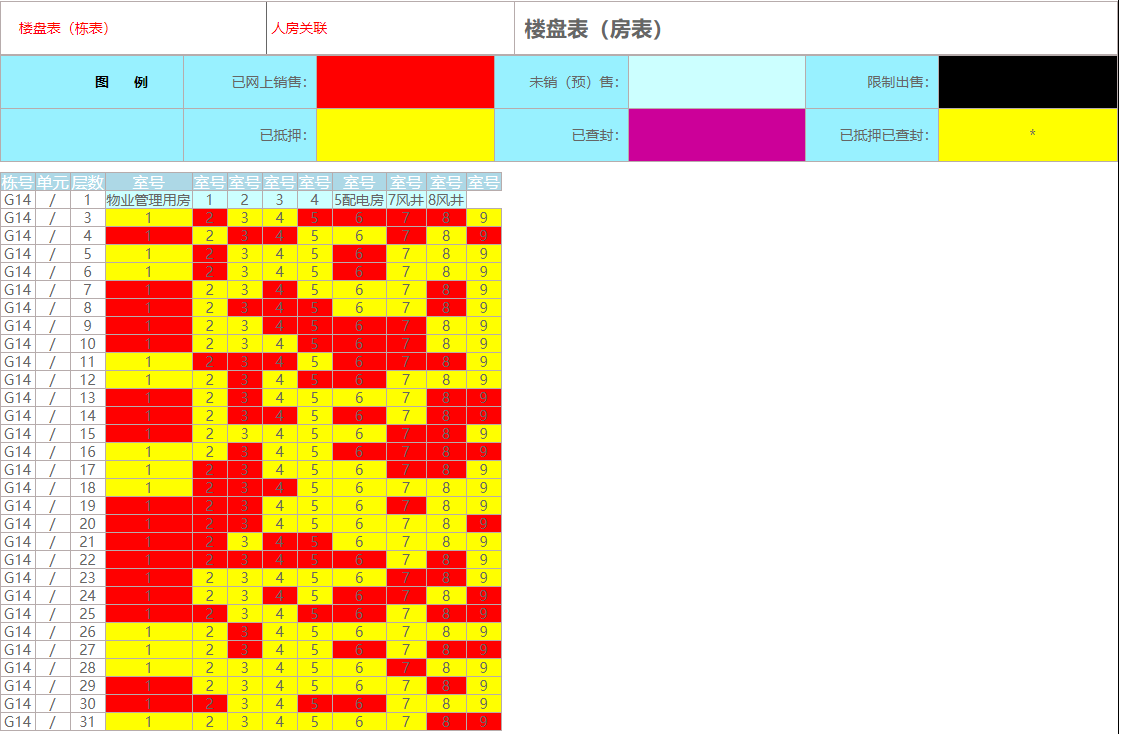 楼盘表（栋表） 人房关联 楼盘表（房表）
图 例 已网上销售： 未销（预）售： 限制出售：
已抵押： 已查封： 已抵押已查封： *
栋号 单元 层数 室号 室号 室号 室号 室号 室号 室号 室号 室号
G14 / 1 物业管理用房 1 2 3 4 5配电房 7风井 8风井
G14 / 3 1 2 3 4 5 6 7 8 9
G14 / 4 1 2 3 4 5 6 7 8 9
G14 / 5 1 2 3 4 5 6 7 8 9
G14 / 6 1 2 3 4 5 6 7 8 9
G14 / 7 1 2 3 4 5 6 7 8 9
G14 / 8 1 2 3 4 5 6 7 8 9
G14 / 9 1 2 3 4 5 6 7 8 9
G14 / 10 1 2 3 4 5 6 7 8 9
G14 / 11 1 2 3 4 5 6 7 8 9
G14 / 12 1 2 3 4 5 6 7 8 9
G14 / 13 1 2 3 4 5 6 7 8 9
G14 / 14 1 2 3 4 5 6 7 8 9
G14 / 15 1 2 3 4 5 6 7 8 9
G14 / 16 1 2 3 4 5 6 7 8 9
G14 / 17 1 2 3 4 5 6 7 8 9
G14 / 18 1 2 3 4 5 6 7 8 9
G14 / 19 1 2 3 4 5 6 7 8 9
G14 / 20 1 2 3 4 5 6 7 8 9
G14 / 21 1 2 3 4 5 6 7 8 9
G14 / 22 1 2 3 4 5 6 7 8 9
G14 / 23 1 2 3 4 5 6 7 8 9
G14 / 24 1 2 3 4 5 6 7 8 9
G14 / 25 1 2 3 4 5 6 7 8 9
G14 / 26 1 2 3 4 5 6 7 8 9
G14 / 27 1 2 3 4 5 6 7 8 9
G14 / 28 1 2 3 4 5 6 7 8 9
G14 / 29 1 2 3 4 5 6 7 8 9
G14 / 30 1 2 3 4 5 6 7 8 9
G14 / 31 1 2 3 4 5 6 7 8 9